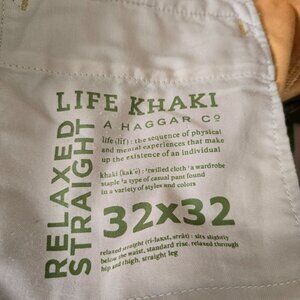 LIFE KHAKI
A HAGGAR CO
life (līf) : the sequence of physical
and mental experiences that make
up the existence of an individual
khaki (kak'ē) : 'twilled cloth 'a wardrobe
staple 'a type of casual pant found
in a variety of styles and colors
RELAXED
STRAIGHT
32x32
relaxed straight (ri-laxst, strāt) : sits slightly
below the waist, standard rise, relaxed through
hip and thigh, straight leg